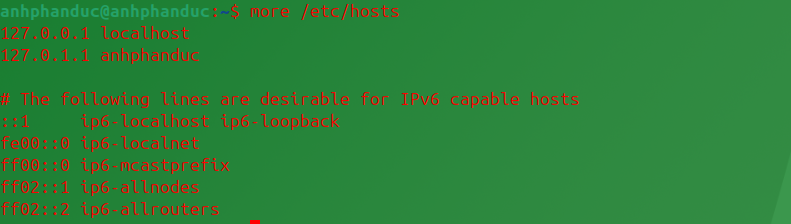 anhphanduc@anhphanduc:~$ more /etc/hosts
127.0.0.1 localhost
127.0.1.1 anhphanduc
# The following lines are desirable for IPv6 capable hosts
::1     ip6-localhost ip6-loopback
fe00::0 ip6-localnet
ff00::0 ip6-mcastprefix
ff02::1 ip6-allnodes
ff02::2 ip6-allrouters